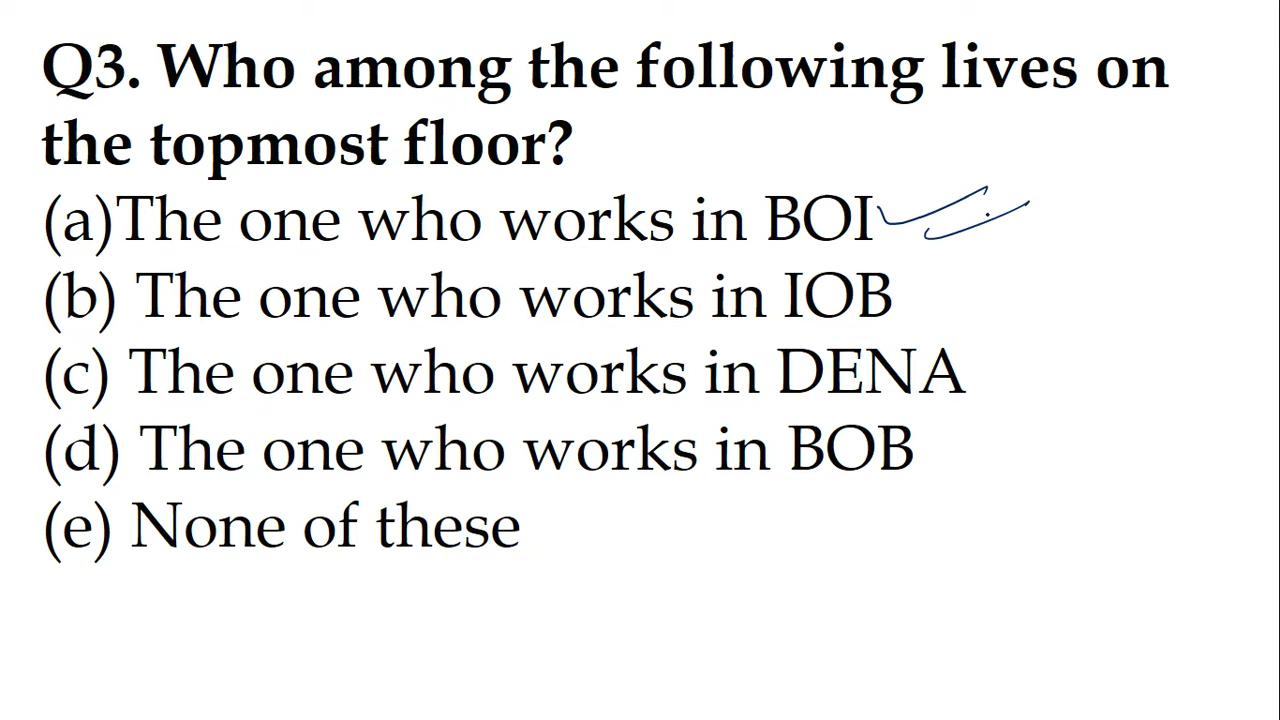 Q3. Who among the following lives on
the topmost floor?
(a)The one who works in BOI
(b) The one who works in IOB
(c) The one who works in DENA
(d) The one who works in BOB
(e) None of these